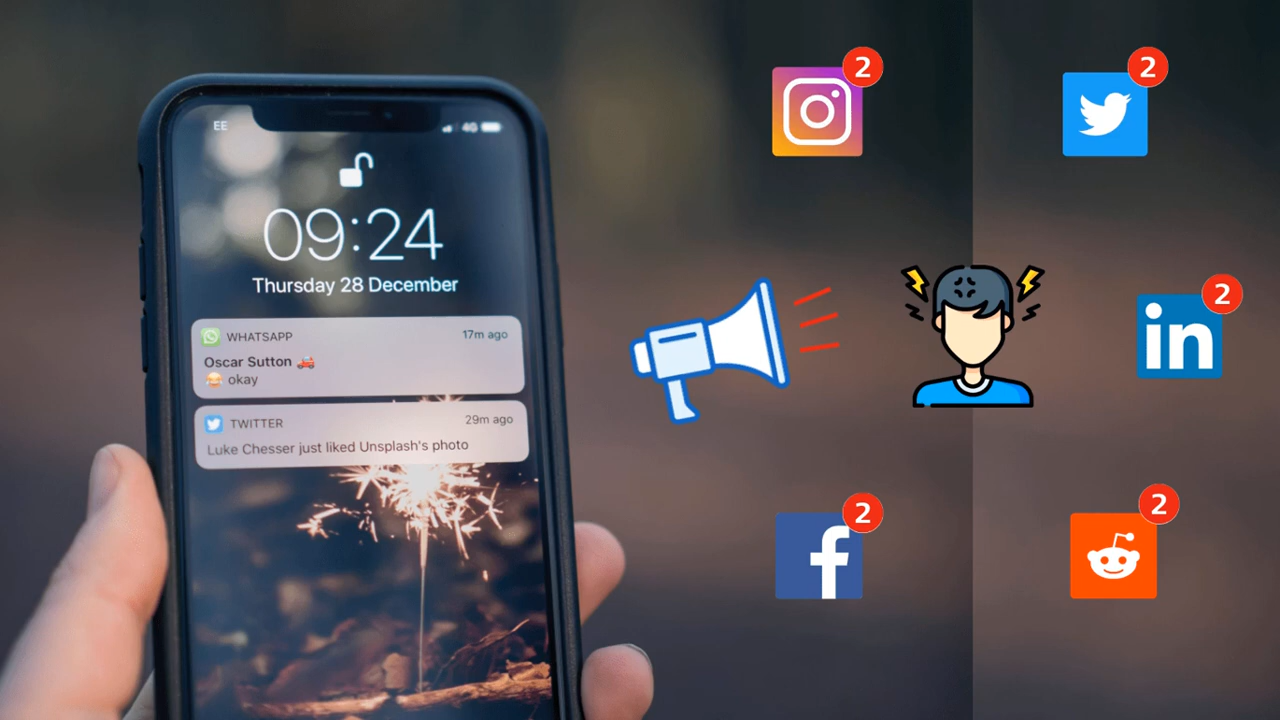 EE
4G
09:24
Thursday 28 December
WHATSAPP 17m ago
Oscar Sutton 🚒
😂 okay
TWITTER 29m ago
Luke Chesser just liked Unsplash's photo
2
2
in 2
f 2
2